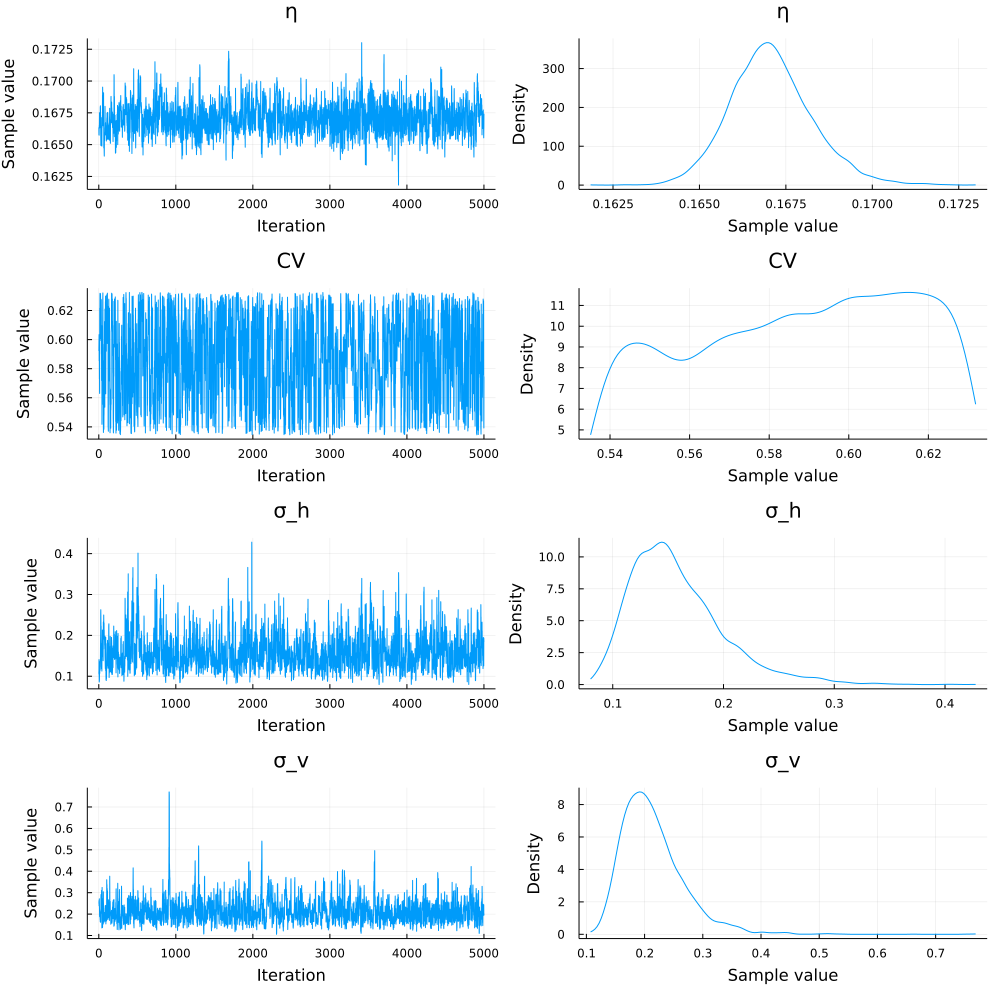 η
η
Sample value
0.1725
0.1700
0.1675
0.1650
0.1625
0 1000 2000 3000 4000 5000
Iteration
Density
300
200
100
0
0.1625 0.1650 0.1675 0.1700 0.1725
Sample value
CV
CV
Sample value
0.62
0.60
0.58
0.56
0.54
0 1000 2000 3000 4000 5000
Iteration
Density
11
10
9
8
7
6
5
0.54 0.56 0.58 0.60 0.62
Sample value
σ_h
σ_h
Sample value
0.4
0.3
0.2
0.1
0 1000 2000 3000 4000 5000
Iteration
Density
10.0
7.5
5.0
2.5
0.0
0.1 0.2 0.3 0.4
Sample value
σ_v
σ_v
Sample value
0.7
0.6
0.5
0.4
0.3
0.2
0.1
0 1000 2000 3000 4000 5000
Iteration
Density
8
6
4
2
0
0.1 0.2 0.3 0.4 0.5 0.6 0.7
Sample value